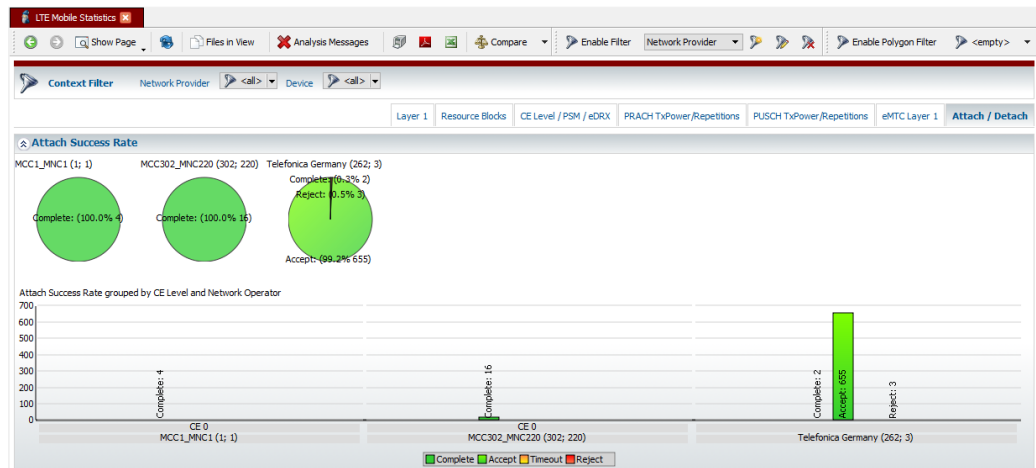 LTE Mobile Statistics
Show Page Files in View Analysis Messages Compare Enable Filter Network Provider Enable Polygon Filter <empty>
Context Filter Network Provider <all> Device <all>
Layer 1 Resource Blocks CE Level / PSM / eDRX PRACH TxPower/Repetitions PUSCH TxPower/Repetitions eMTC Layer 1 Attach / Detach
Attach Success Rate
MCC1_MNC1 (1; 1) MCC302_MNC220 (302; 220) Telefonica Germany (262; 3)
Complete: (0.3% 2)
Reject: (0.5% 3)
Complete: (100.0% 4) Complete: (100.0% 16)
Accept: (99.2% 655)
Attach Success Rate grouped by CE Level and Network Operator
700
600
500
400
300
200
100
0
Complete: 4
Complete: 16
Complete: 2
Accept: 655
Reject: 3
CE 0 CE 0
MCC1_MNC1 (1; 1) MCC302_MNC220 (302; 220) Telefonica Germany (262; 3)
Complete Accept Timeout Reject